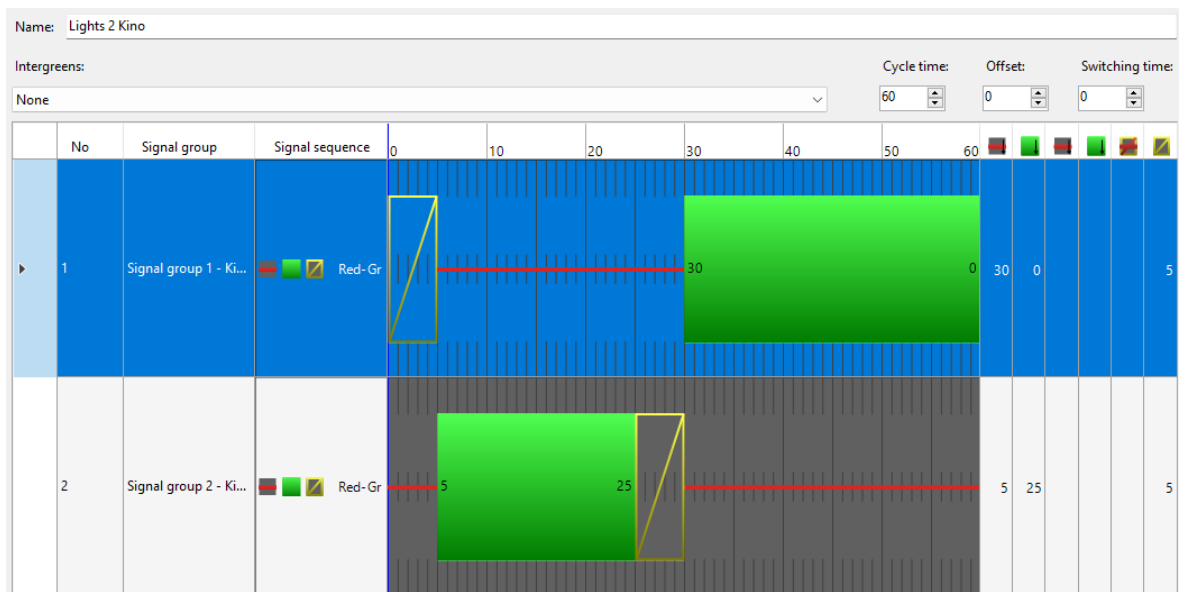 Name: Lights 2 Kino
Intergreens: Cycle time: Offset: Switching time:
None 60 0 0
No Signal group Signal sequence 0 10 20 30 40 50 60
1 Signal group 1 - Ki... Red-Gr 30 0 30 0 5
2 Signal group 2 - Ki... Red-Gr 5 25 5 25 5